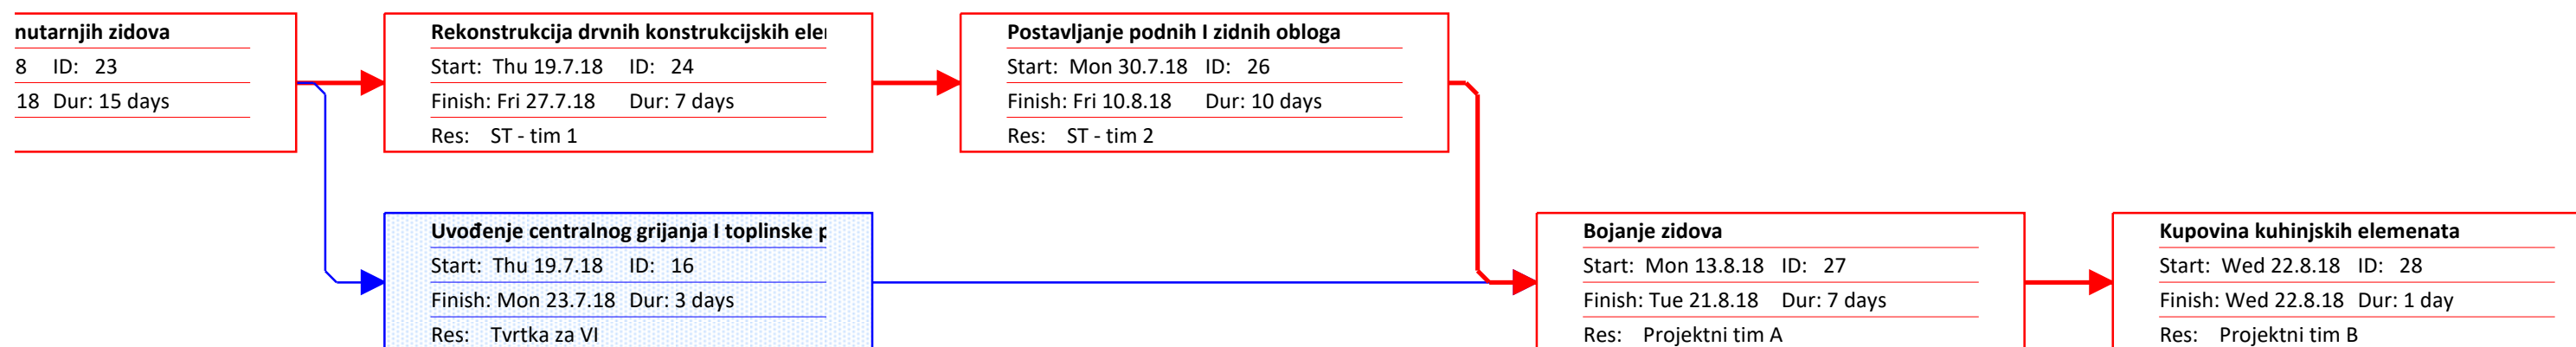 nutarnjih zidova
8 ID: 23
18 Dur: 15 days
Rekonstrukcija drvnih konstrukcijskih
Start: Thu 19.7.18 ID: 24
Finish: Fri 27.7.18 Dur: 7 days
Res: ST - tim 1
Postavljanje podnih I zidnih obloga
Start: Mon 30.7.18 ID: 26
Finish: Fri 10.8.18 Dur: 10 days
Res: ST - tim 2
Uvođenje centralnog grijanja I toplinske
Start: Thu 19.7.18 ID: 16
Finish: Mon 23.7.18 Dur: 3 days
Res: Tvrtka za VI
Bojanje zidova
Start: Mon 13.8.18 ID: 27
Finish: Tue 21.8.18 Dur: 7 days
Res: Projektni tim A
Kupovina kuhinjskih elemenata
Start: Wed 22.8.18 ID: 28
Finish: Wed 22.8.18 Dur: 1 day
Res: Projektni tim B